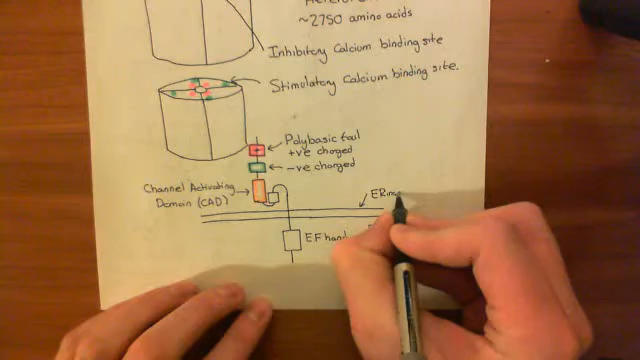 ~2750 amino acids
Inhibitory Calcium binding site
Stimulatory Calcium binding site.
Polybasic tail
+ve charged
-ve charged
Channel Activating
Domain (CAD)
EF hand